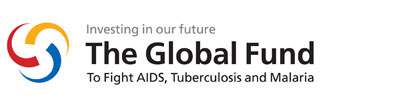 Investing in our future
The Global Fund
To Fight AIDS, Tuberculosis and Malaria